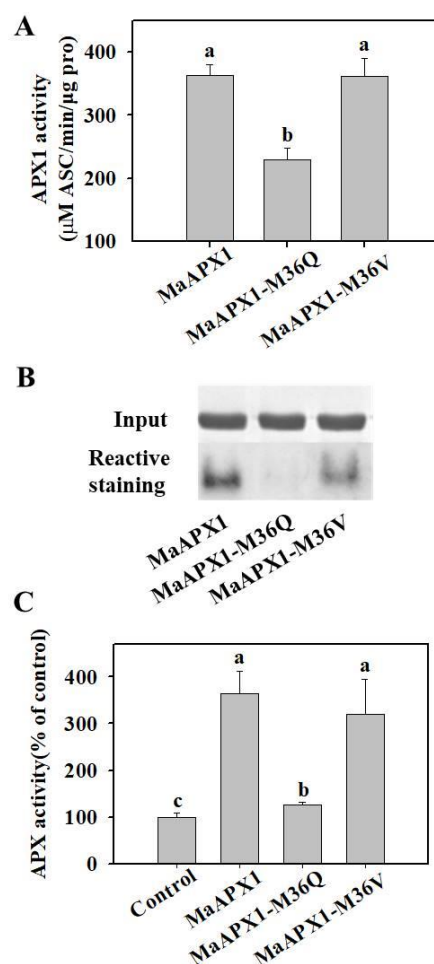 A
APX1 activity
(μM ASC/min/μg pro)
400
300
200
100
a
b
a
MaAPX1
MaAPX1-M36Q
MaAPX1-M36V
B
Input
Reactive
staining
MaAPX1
MaAPX1-M36Q
MaAPX1-M36V
C
APX activity(% of control)
400
300
200
100
0
c
a
b
a
Control
MaAPX1
MaAPX1-M36Q
MaAPX1-M36V